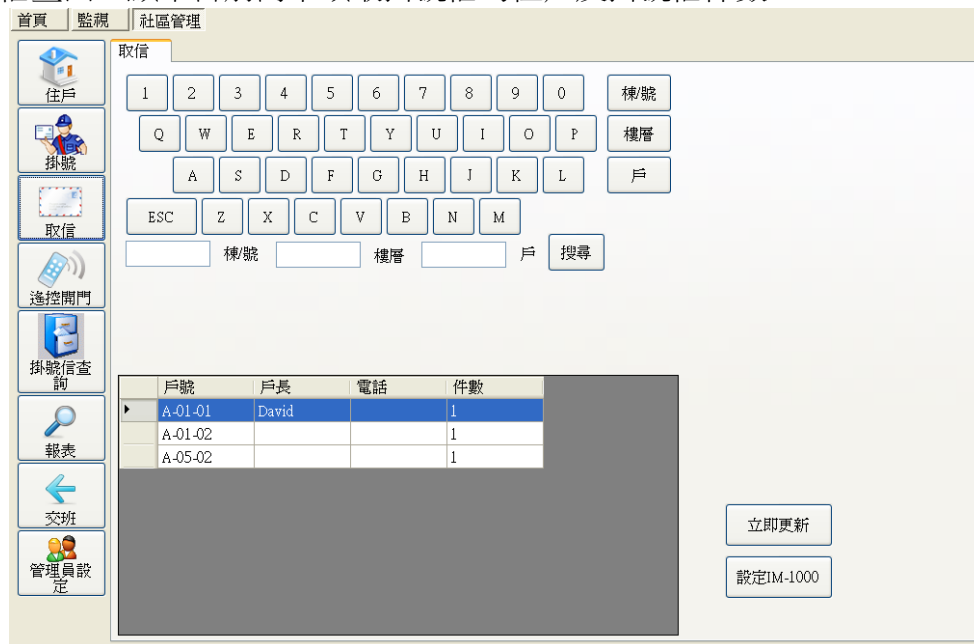 首頁 監視 社區管理
取信
住戶
掛號
取信
遙控開門
掛號信查
詢
報表
交班
管理員設
定
1 2 3 4 5 6 7 8 9 0 棟/號
Q W E R T Y U I O P 樓層
A S D F G H J K L 戶
ESC Z X C V B N M
棟/號 樓層 戶 搜尋
戶號 戶長 電話 件數
A-01-01 David 1
A-01-02 1
A-05-02 1
立即更新
設定IM-1000